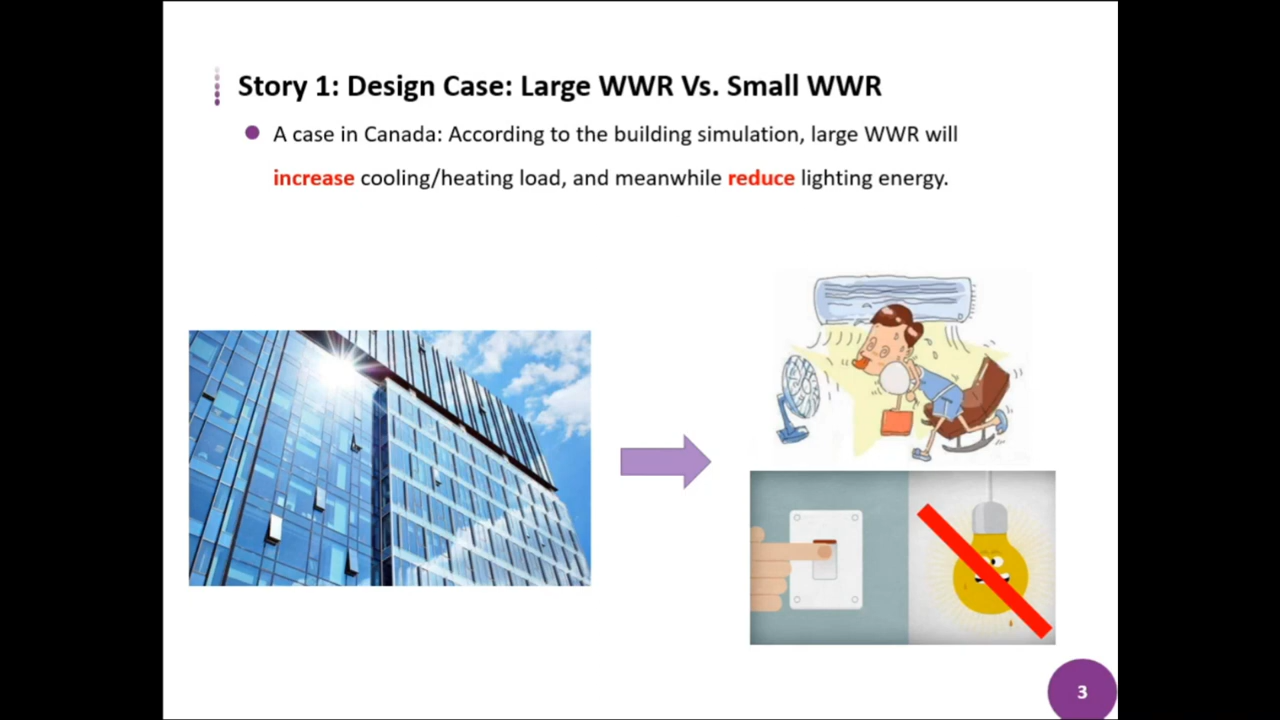 Story 1: Design Case: Large WWR Vs. Small WWR
A case in Canada: According to the building simulation, large WWR will
increase cooling/heating load, and meanwhile reduce lighting energy.
3